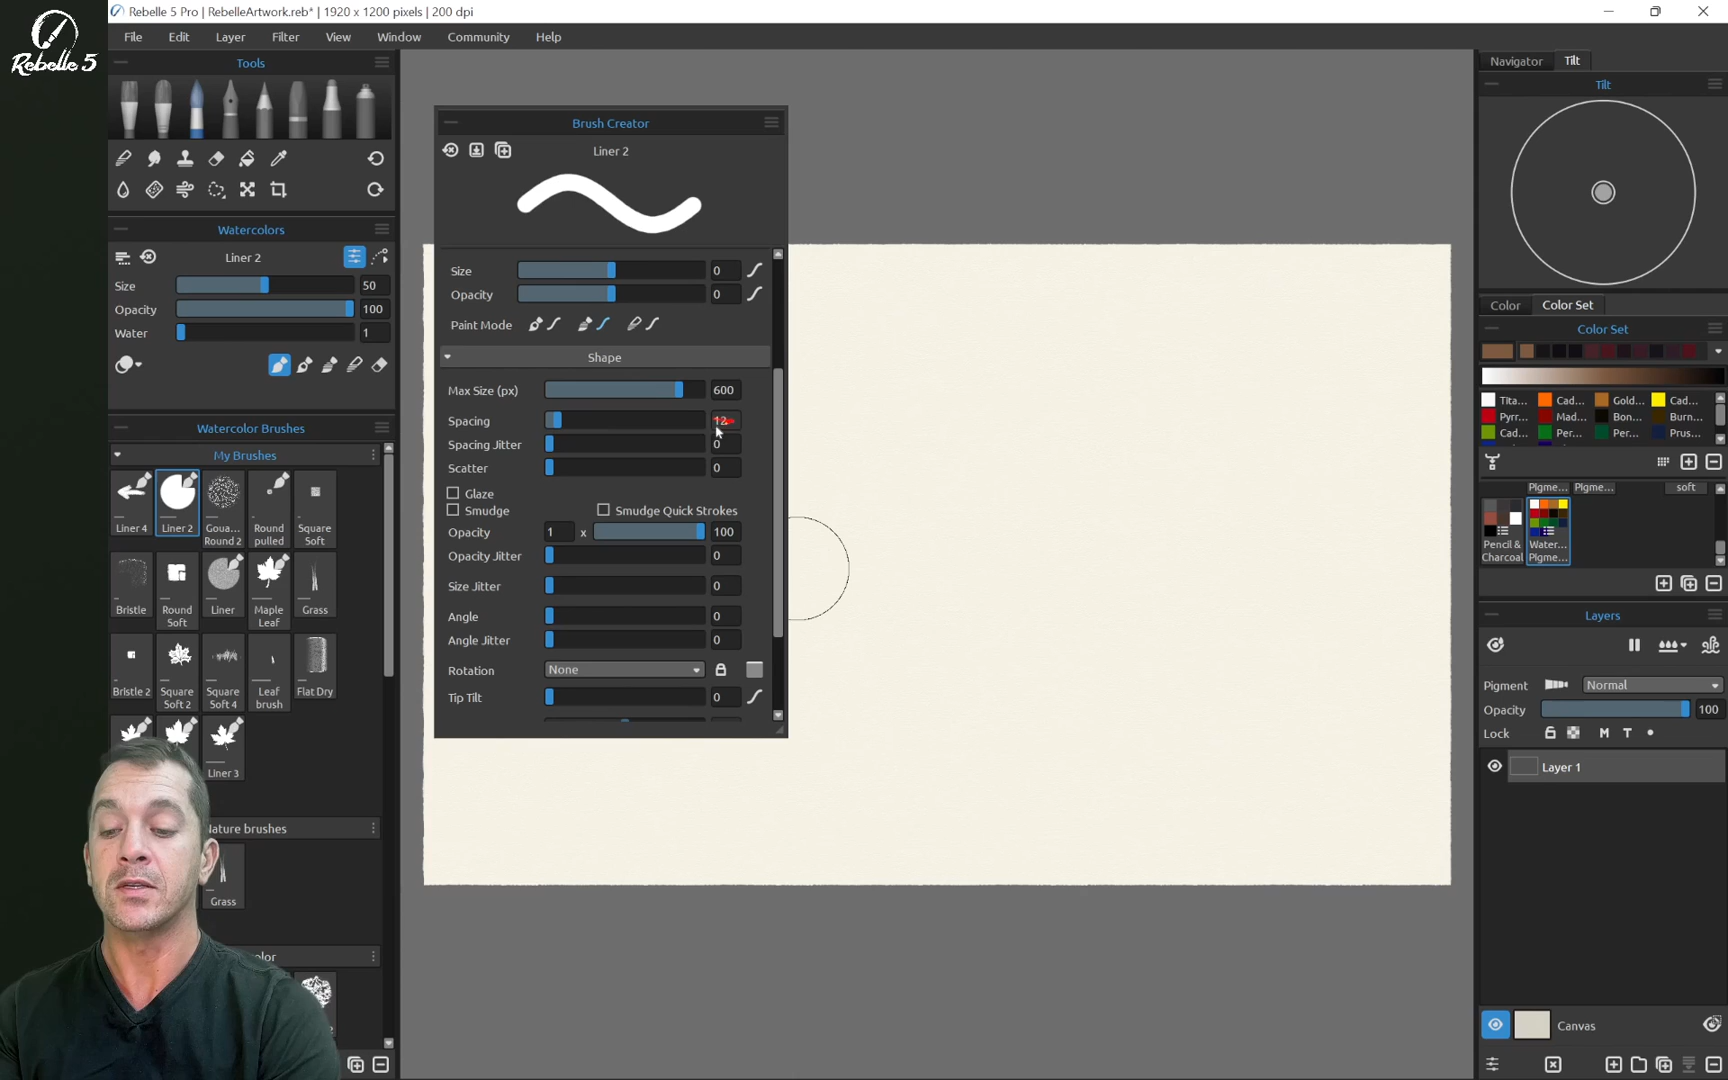 Rebelle 5 Pro | RebelleArtwork.reb* | 1920 x 1200 pixels | 200 dpi
Rebelle 5
File Edit Layer Filter View Window Community Help
Tools
Watercolors
Liner 2
Size 50
Opacity 100
Water 1
Watercolor Brushes
My Brushes
Liner 4 Liner 2 Goua... Round 2 Round pulled Square Soft
Bristle Round Soft Liner Maple Leaf Grass
Bristle 2 Square Soft 2 Square Soft 4 Leaf brush Flat Dry
Liner 3
Nature brushes
Grass
olor
Brush Creator
Liner 2
Size 0
Opacity 0
Paint Mode
Shape
Max Size (px) 600
Spacing 12
Spacing Jitter 0
Scatter 0
Glaze
Smudge Smudge Quick Strokes
Opacity 1 x 100
Opacity Jitter 0
Size Jitter 0
Angle 0
Angle Jitter 0
Rotation None
Tip Tilt 0
Navigator Tilt
Tilt
Color Color Set
Color Set
Tita... Cad... Gold... Cad...
Pyrr... Mad... Bon... Burn...
Cad... Per... Per... Prus...
Pigme... Pigme... soft
Pencil & Charcoal Water... Pigme...
Layers
Pigment Normal
Opacity 100
Lock M T
Layer 1
Canvas